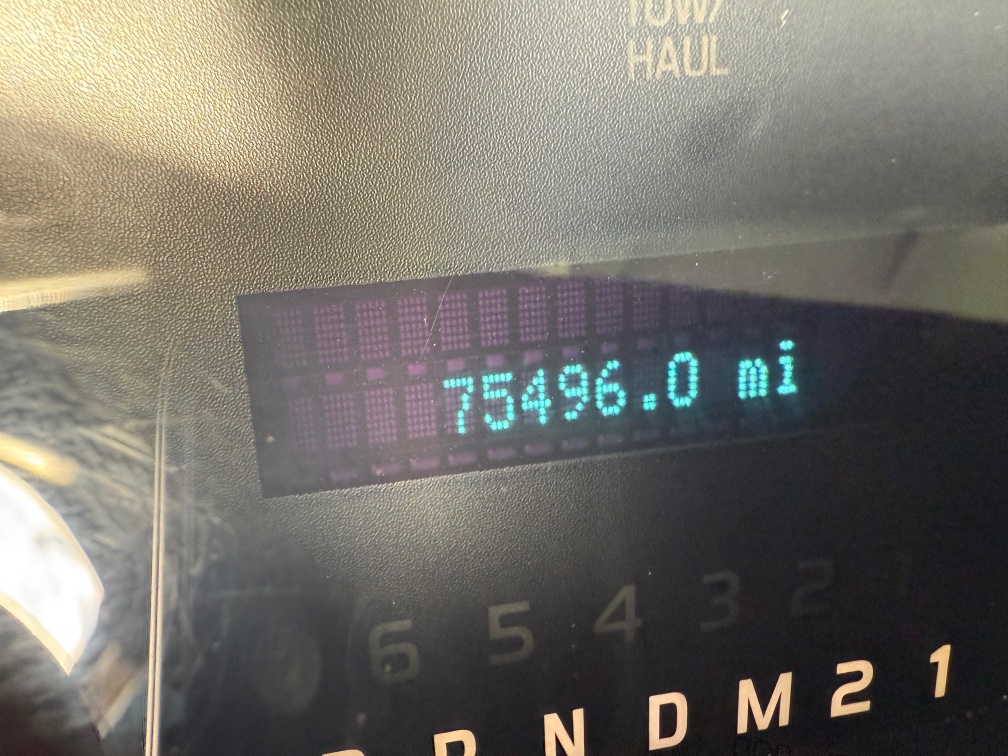 TOW/
HAUL
75496.0 mi
6 5 4 3 2
P R N D M 2 1